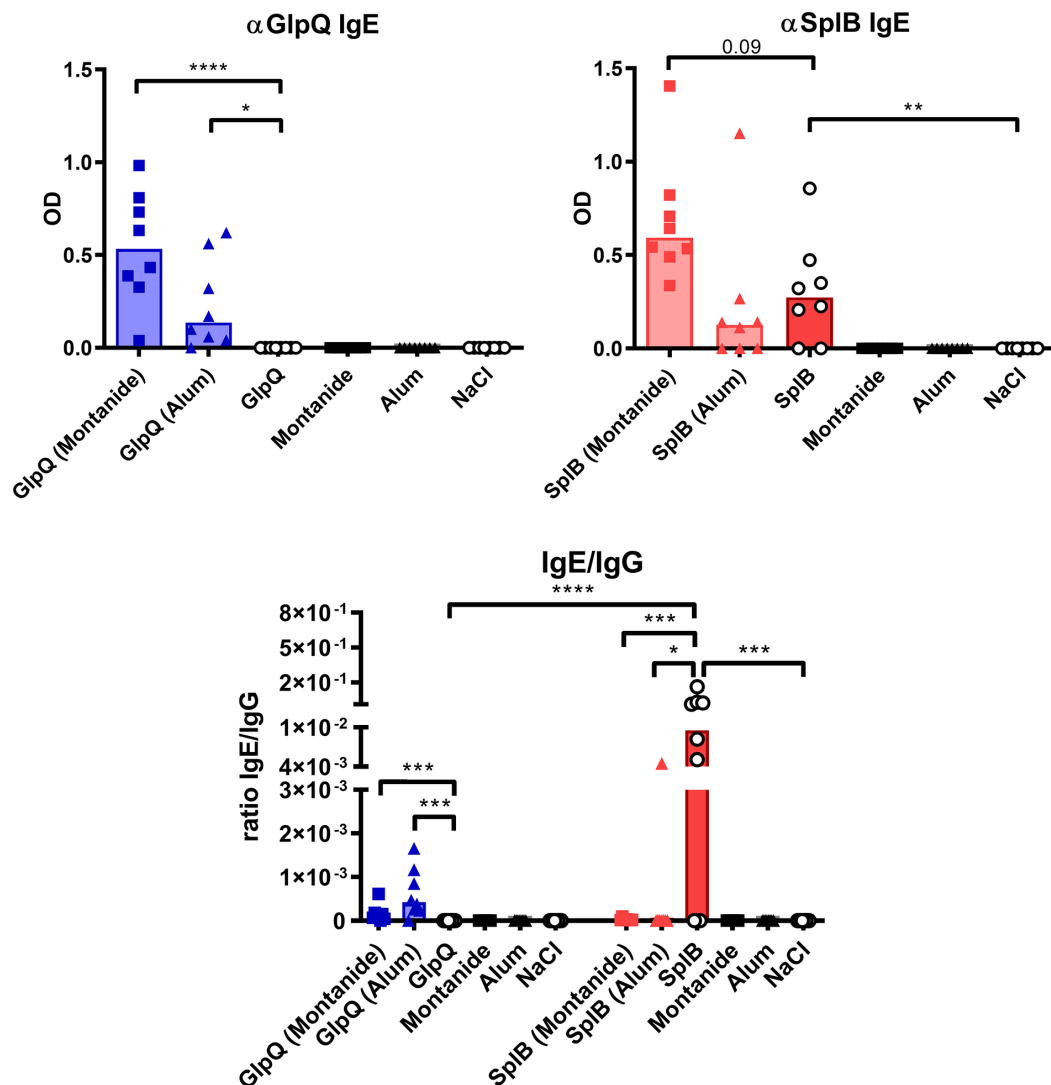 αGlpQ IgE
OD
1.5
1.0
0.5
0.0
****
*
GlpQ (Montanide)
GlpQ (Alum)
GlpQ
Montanide
Alum
NaCl
αSplB IgE
OD
1.5
1.0
0.5
0.0
0.09
**
SplB (Montanide)
SplB (Alum)
SplB
Montanide
Alum
NaCl
IgE/IgG
ratio IgE/IgG
8×10⁻¹
5×10⁻¹
2×10⁻¹
1×10⁻²
4×10⁻³
3×10⁻³
2×10⁻³
1×10⁻³
0
****
***
*
***
***
***
GlpQ (Montanide)
GlpQ (Alum)
GlpQ
Montanide
Alum
NaCl
SplB (Montanide)
SplB (Alum)
SplB
Montanide
Alum
NaCl